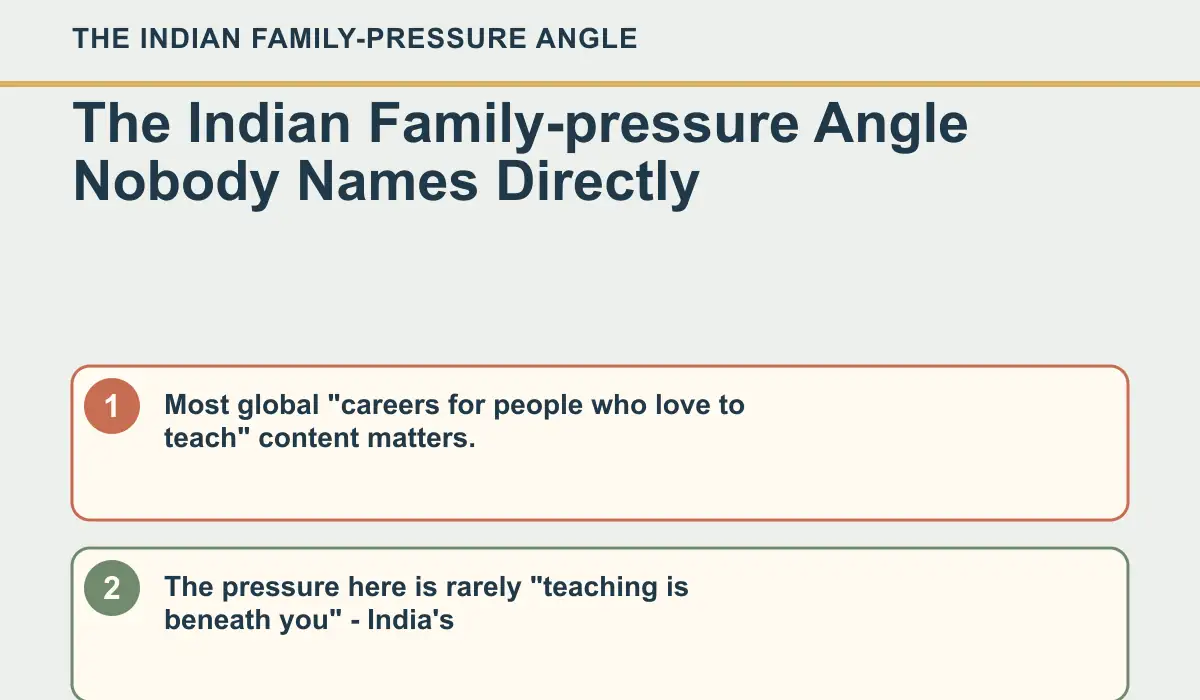 THE INDIAN FAMILY-PRESSURE ANGLE
The Indian Family-pressure Angle
Nobody Names Directly
1
Most global "careers for people who love to
teach" content matters.
2
The pressure here is rarely "teaching is
beneath you" - India's